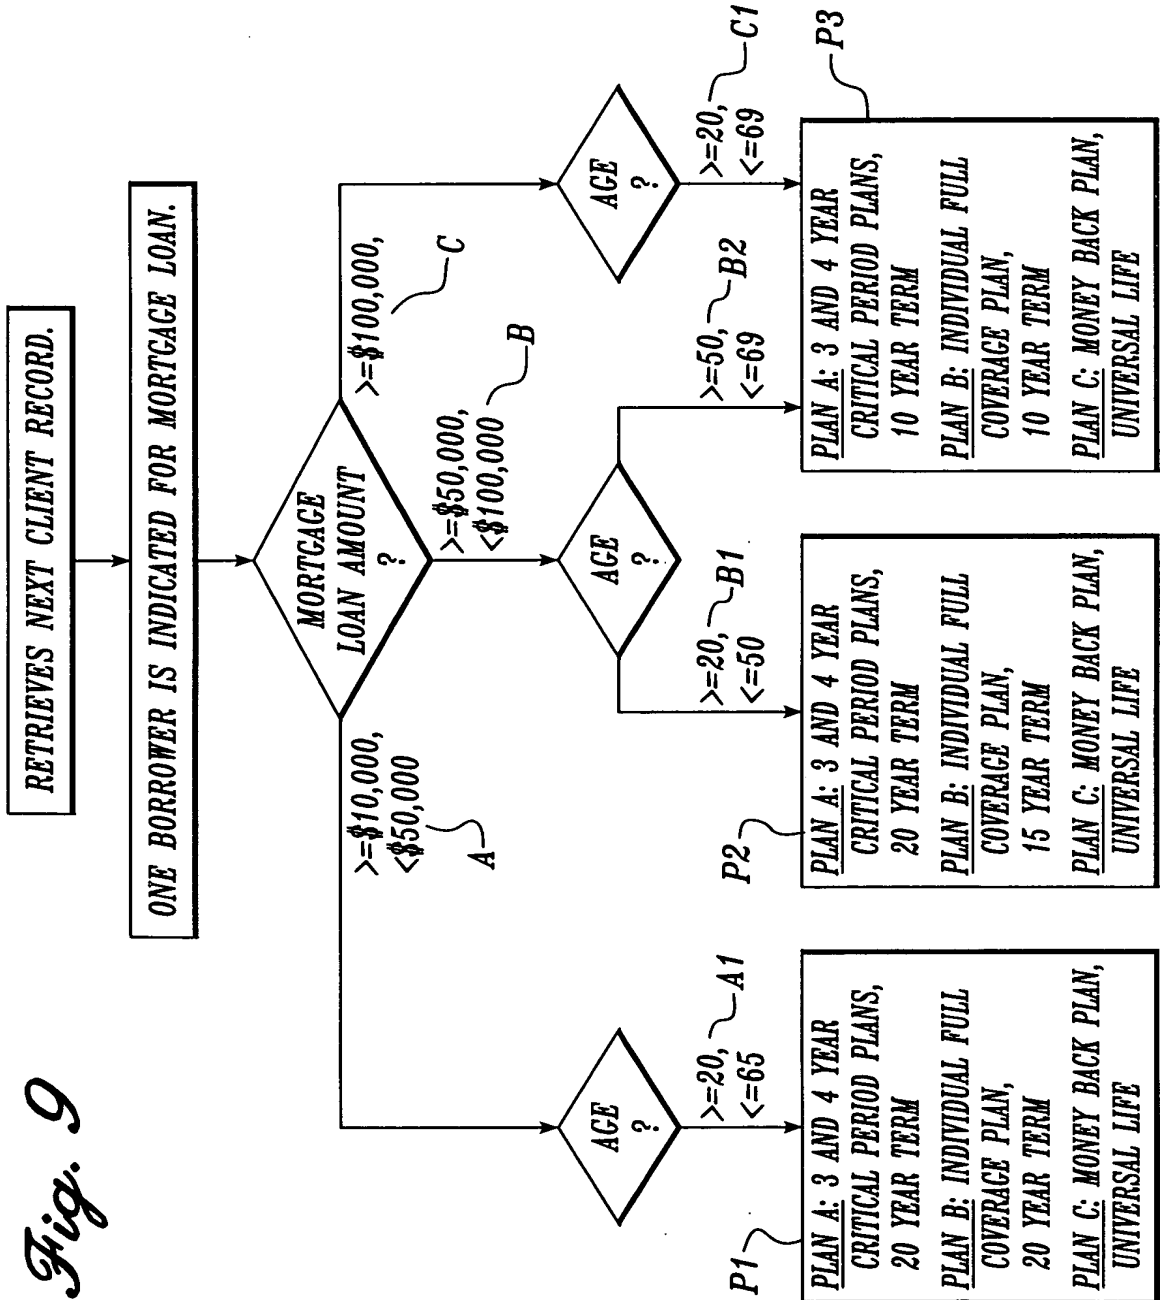 Fig. 9
RETRIEVES NEXT CLIENT RECORD.
ONE BORROWER IS INDICATED FOR MORTGAGE LOAN.
MORTGAGE
LOAN AMOUNT
?
>=$10,000,
<$50,000
A
>=$50,000,
<$100,000
B
>=$100,000,
C
AGE
?
>=20,
<=65
A1
AGE
?
>=20,
<=50
B1
>=50,
<=69
B2
AGE
?
>=20,
<=69
C1
P1
PLAN A: 3 AND 4 YEAR
CRITICAL PERIOD PLANS,
20 YEAR TERM
PLAN B: INDIVIDUAL FULL
COVERAGE PLAN,
20 YEAR TERM
PLAN C: MONEY BACK PLAN,
UNIVERSAL LIFE
P2
PLAN A: 3 AND 4 YEAR
CRITICAL PERIOD PLANS,
20 YEAR TERM
PLAN B: INDIVIDUAL FULL
COVERAGE PLAN,
15 YEAR TERM
PLAN C: MONEY BACK PLAN,
UNIVERSAL LIFE
P3
PLAN A: 3 AND 4 YEAR
CRITICAL PERIOD PLANS,
10 YEAR TERM
PLAN B: INDIVIDUAL FULL
COVERAGE PLAN,
10 YEAR TERM
PLAN C: MONEY BACK PLAN,
UNIVERSAL LIFE